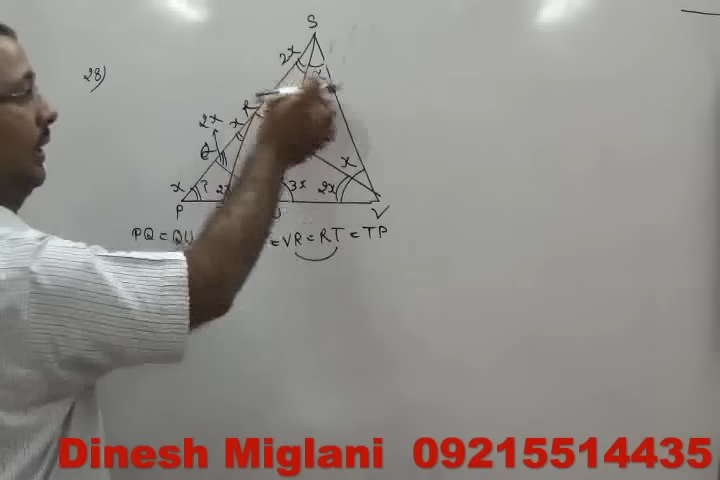 28)
S
2x
x
R
2x
x
Q
x
x ?
2x
3x
2x
P
V
PQ = QU = VR = RT = TP
Dinesh Miglani 09215514435